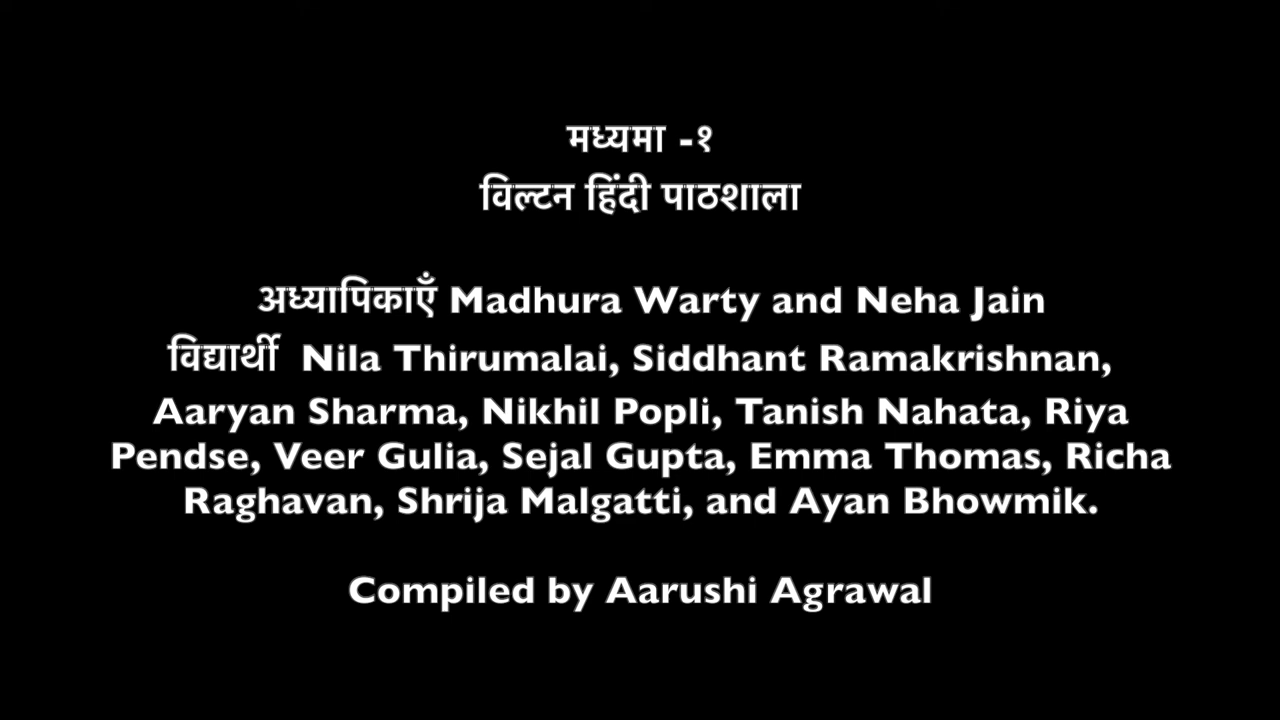 मध्यमा -१
विल्टन हिंदी पाठशाला
अध्यापिकाएँ Madhura Warty and Neha Jain
विद्यार्थी Nila Thirumalai, Siddhant Ramakrishnan,
Aaryan Sharma, Nikhil Popli, Tanish Nahata, Riya
Pendse, Veer Gulia, Sejal Gupta, Emma Thomas, Richa
Raghavan, Shrija Malgatti, and Ayan Bhowmik.
Compiled by Aarushi Agrawal